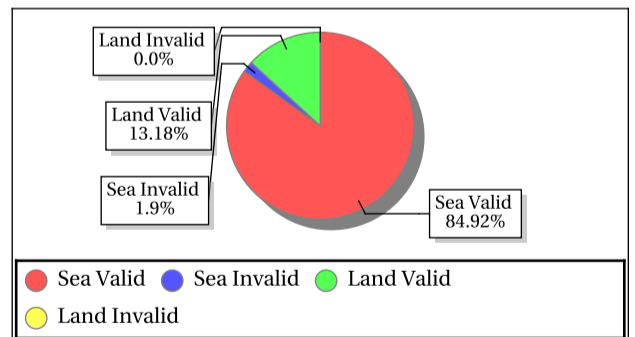 Land Invalid
0.0%
Land Valid
13.18%
Sea Invalid
1.9%
Sea Valid
84.92%
Sea Valid Sea Invalid Land Valid
Land Invalid